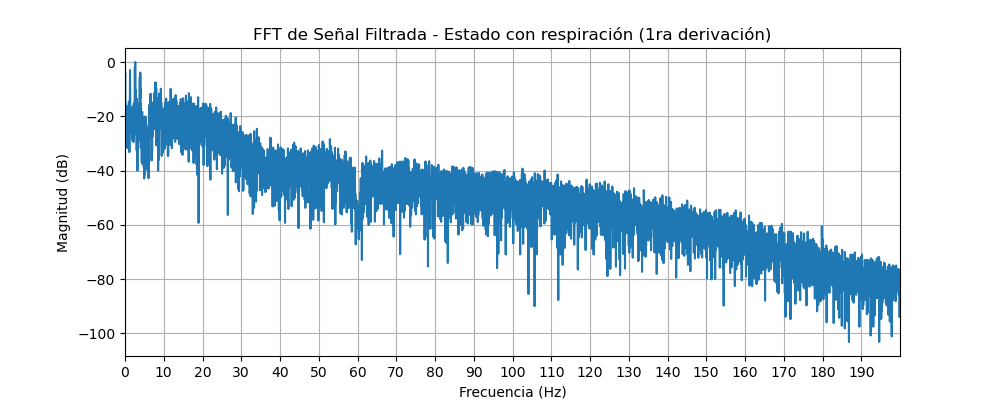 FFT de Señal Filtrada - Estado con respiración (1ra derivación)
Magnitud (dB)
0
−20
−40
−60
−80
−100
0 10 20 30 40 50 60 70 80 90 100 110 120 130 140 150 160 170 180 190
Frecuencia (Hz)